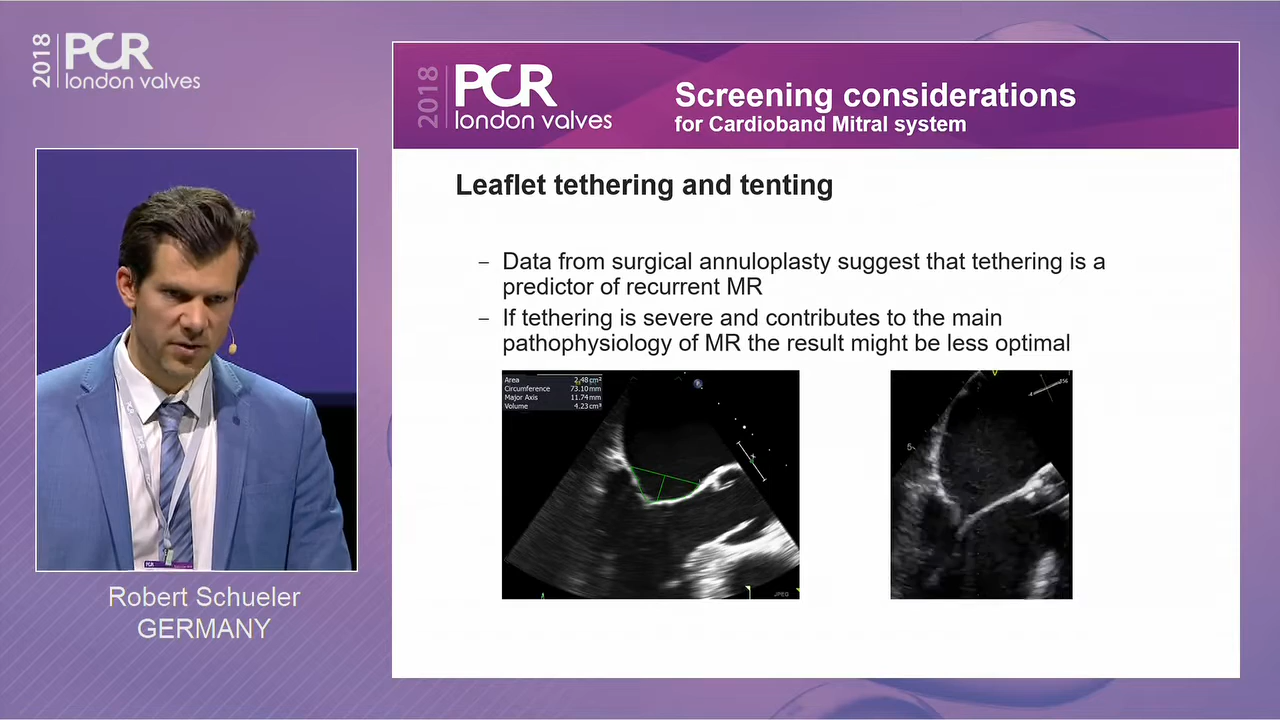 2018 PCR
london valves
2018 PCR
london valves
Screening considerations
for Cardioband Mitral system
Leaflet tethering and tenting
– Data from surgical annuloplasty suggest that tethering is a
predictor of recurrent MR
– If tethering is severe and contributes to the main
pathophysiology of MR the result might be less optimal
Area 2.48 cm²
Circumference 73.10 mm
Major Axis 11.74 mm
Volume 4.23 cm³
JPEG
PCR
Robert Schueler
GERMANY